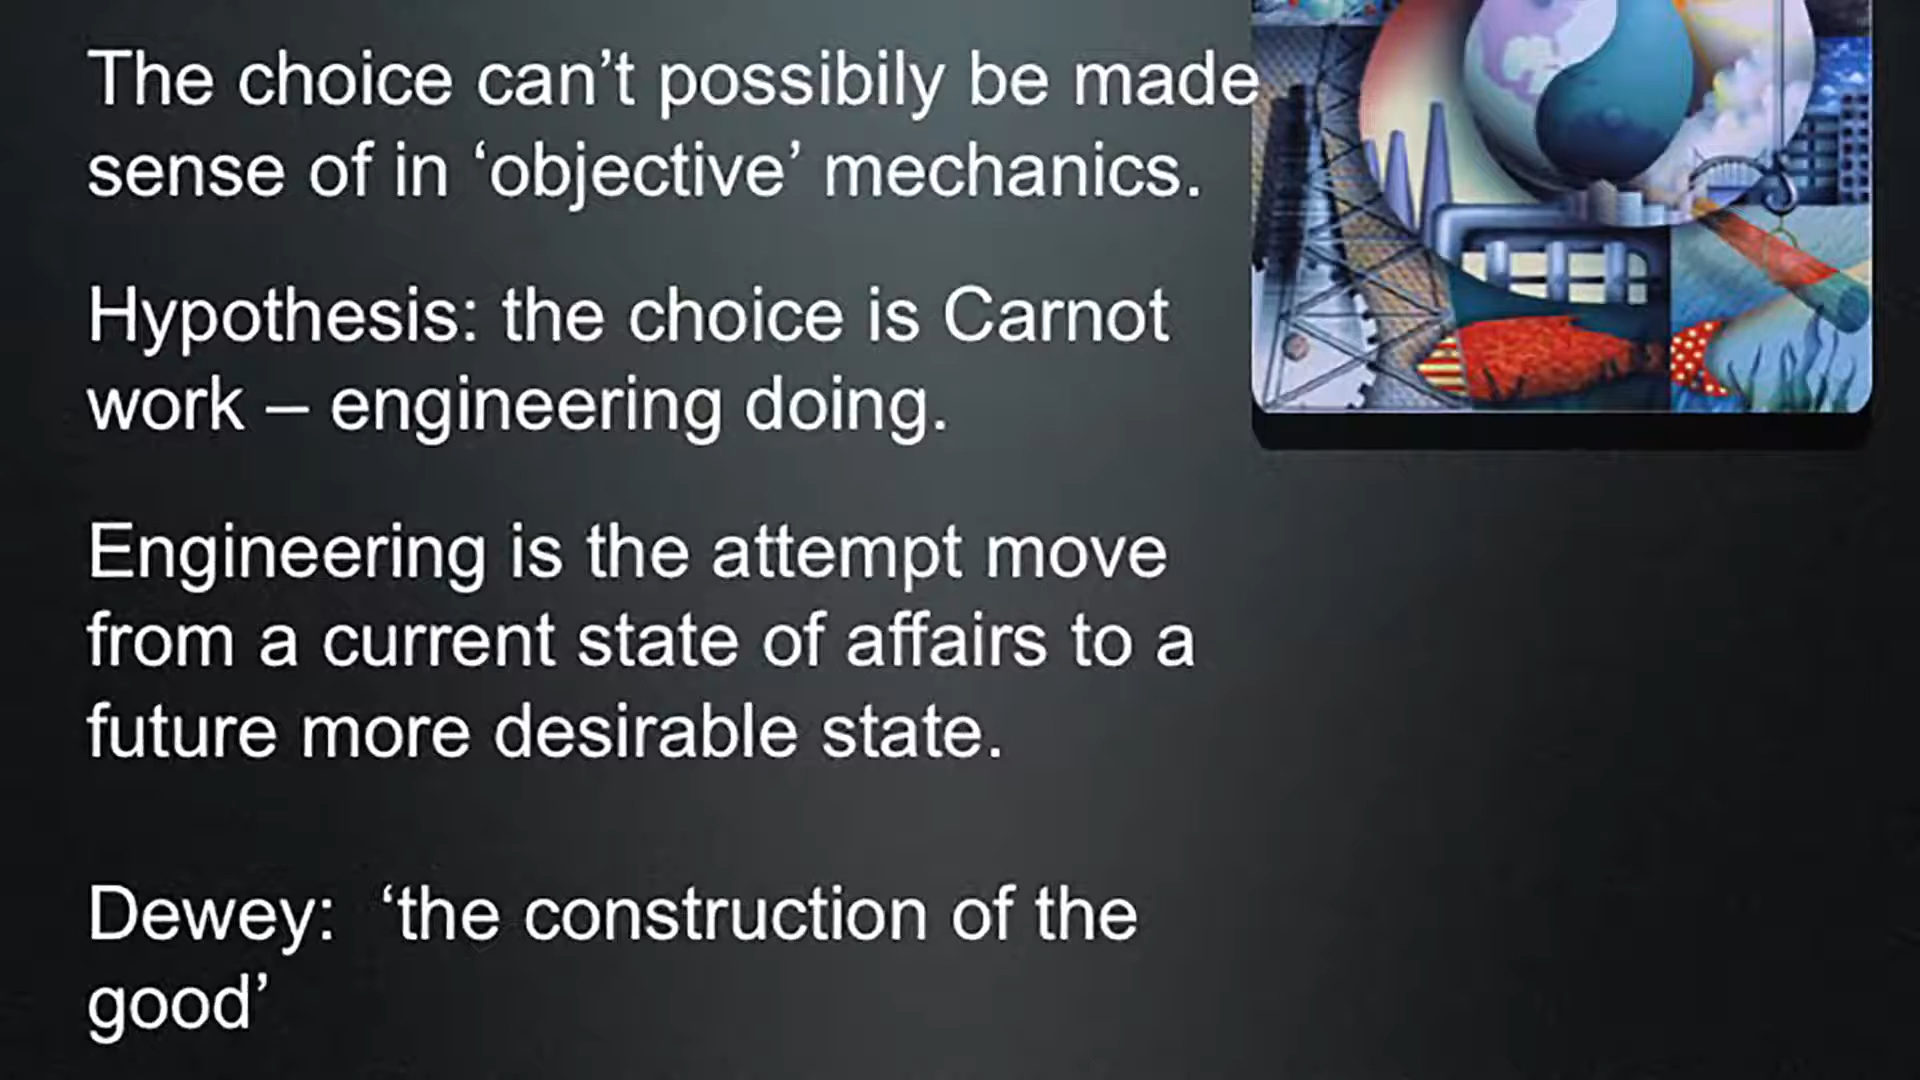 The choice can’t possibily be made
sense of in ‘objective’ mechanics.
Hypothesis: the choice is Carnot
work – engineering doing.
Engineering is the attempt move
from a current state of affairs to a
future more desirable state.
Dewey:  ‘the construction of the
good’